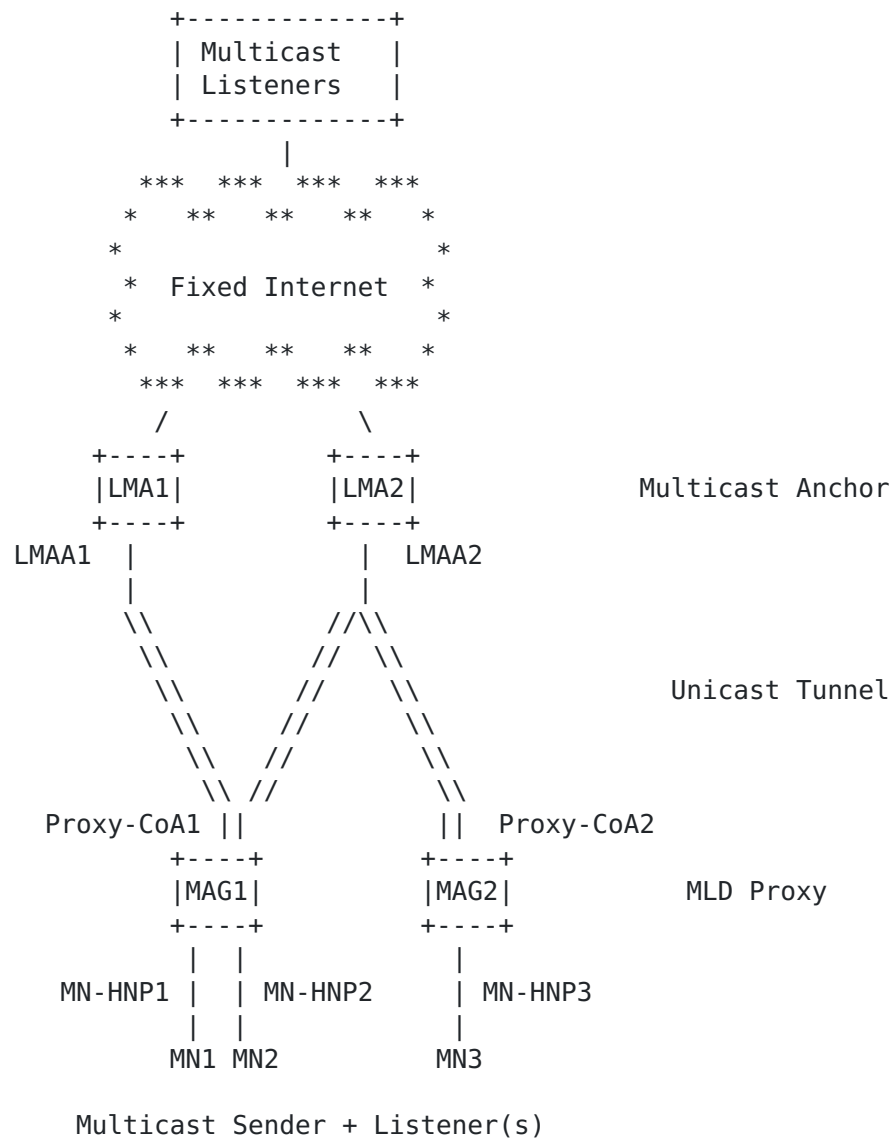 Multicast
Listeners
Fixed Internet
LMA1 LMA2 Multicast Anchor
LMAA1 LMAA2
Unicast Tunnel
Proxy-CoA1 Proxy-CoA2
MAG1 MAG2 MLD Proxy
MN-HNP1 MN-HNP2 MN-HNP3
MN1 MN2 MN3
Multicast Sender + Listener(s)